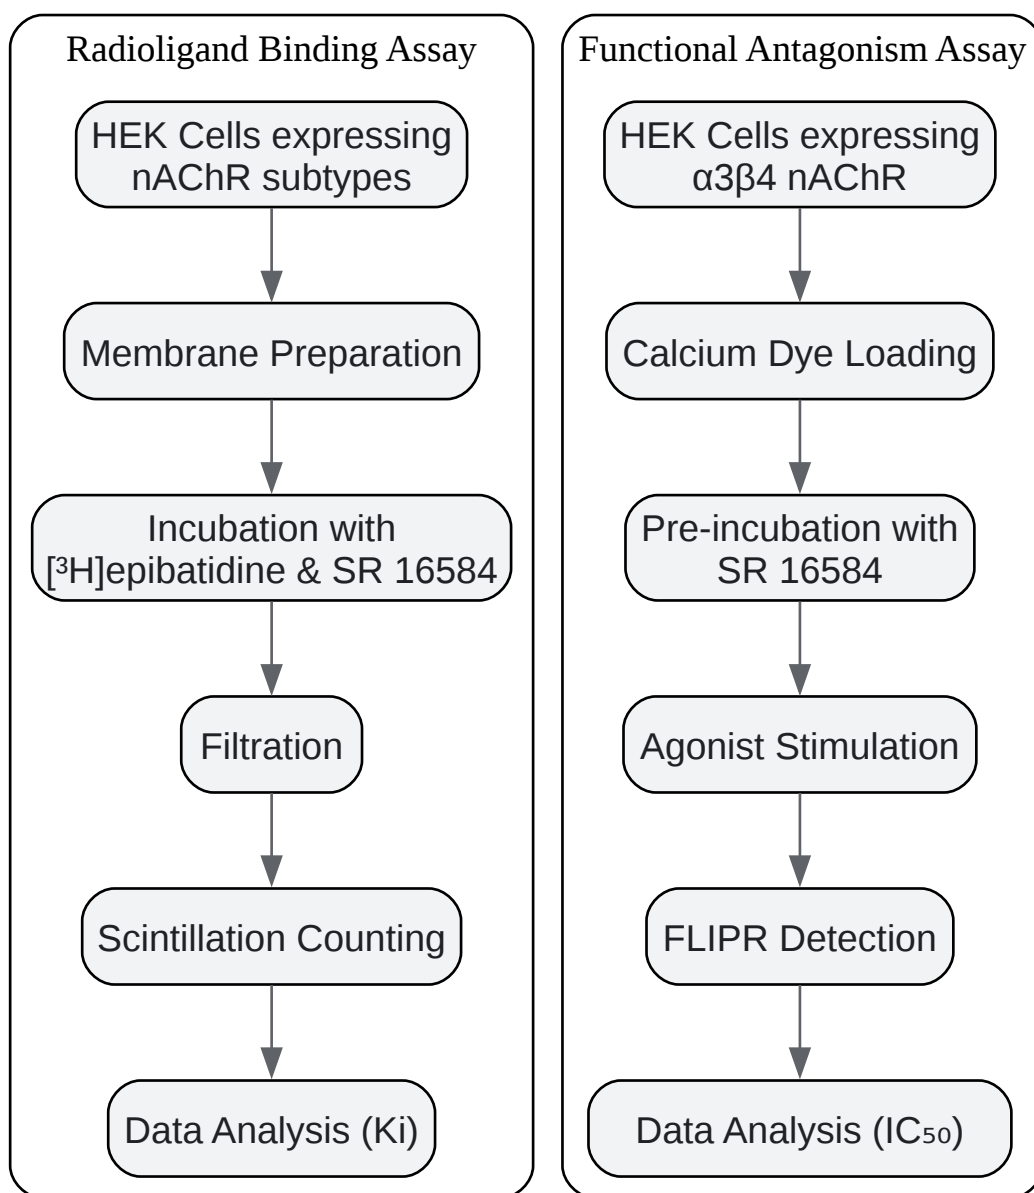 Radioligand Binding Assay
HEK Cells expressing
nAChR subtypes
Membrane Preparation
Incubation with
[³H]epibatidine & SR 16584
Filtration
Scintillation Counting
Data Analysis (Ki)
Functional Antagonism Assay
HEK Cells expressing
α3β4 nAChR
Calcium Dye Loading
Pre-incubation with
SR 16584
Agonist Stimulation
FLIPR Detection
Data Analysis (IC₅₀)